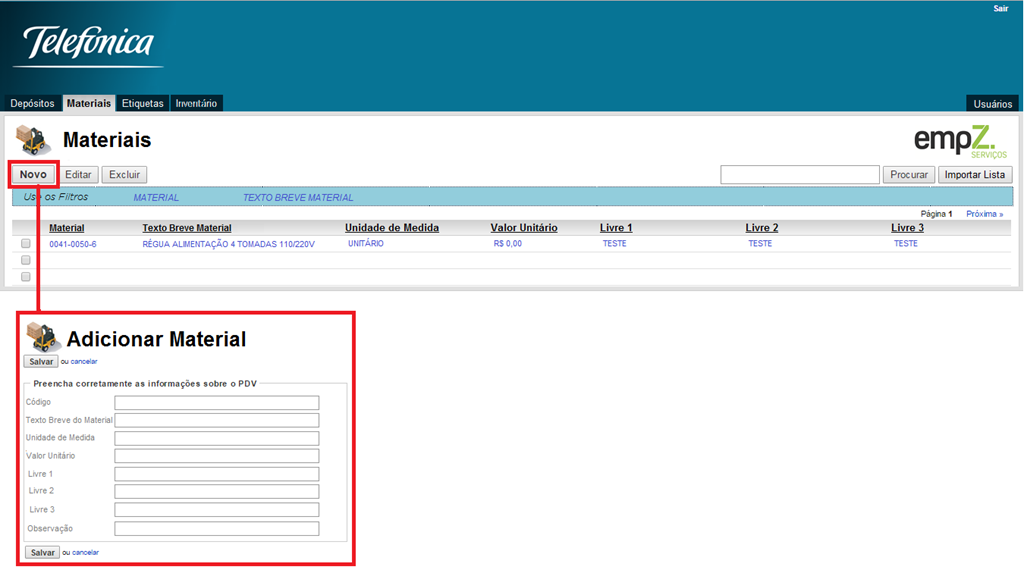 Sair
Telefónica
Depósitos Materiais Etiquetas Inventário Usuários
Materiais
empZ.
SERVIÇOS
Novo Editar Excluir Procurar Importar Lista
Use os Filtros MATERIAL TEXTO BREVE MATERIAL
Página 1 Próxima »
Material Texto Breve Material Unidade de Medida Valor Unitário Livre 1 Livre 2 Livre 3
0041-0050-6 RÉGUA ALIMENTAÇÃO 4 TOMADAS 110/220V UNITÁRIO R$ 0,00 TESTE TESTE TESTE
Adicionar Material
Salvar ou cancelar
Preencha corretamente as informações sobre o PDV
Código
Texto Breve do Material
Unidade de Medida
Valor Unitário
Livre 1
Livre 2
Livre 3
Observação
Salvar ou cancelar